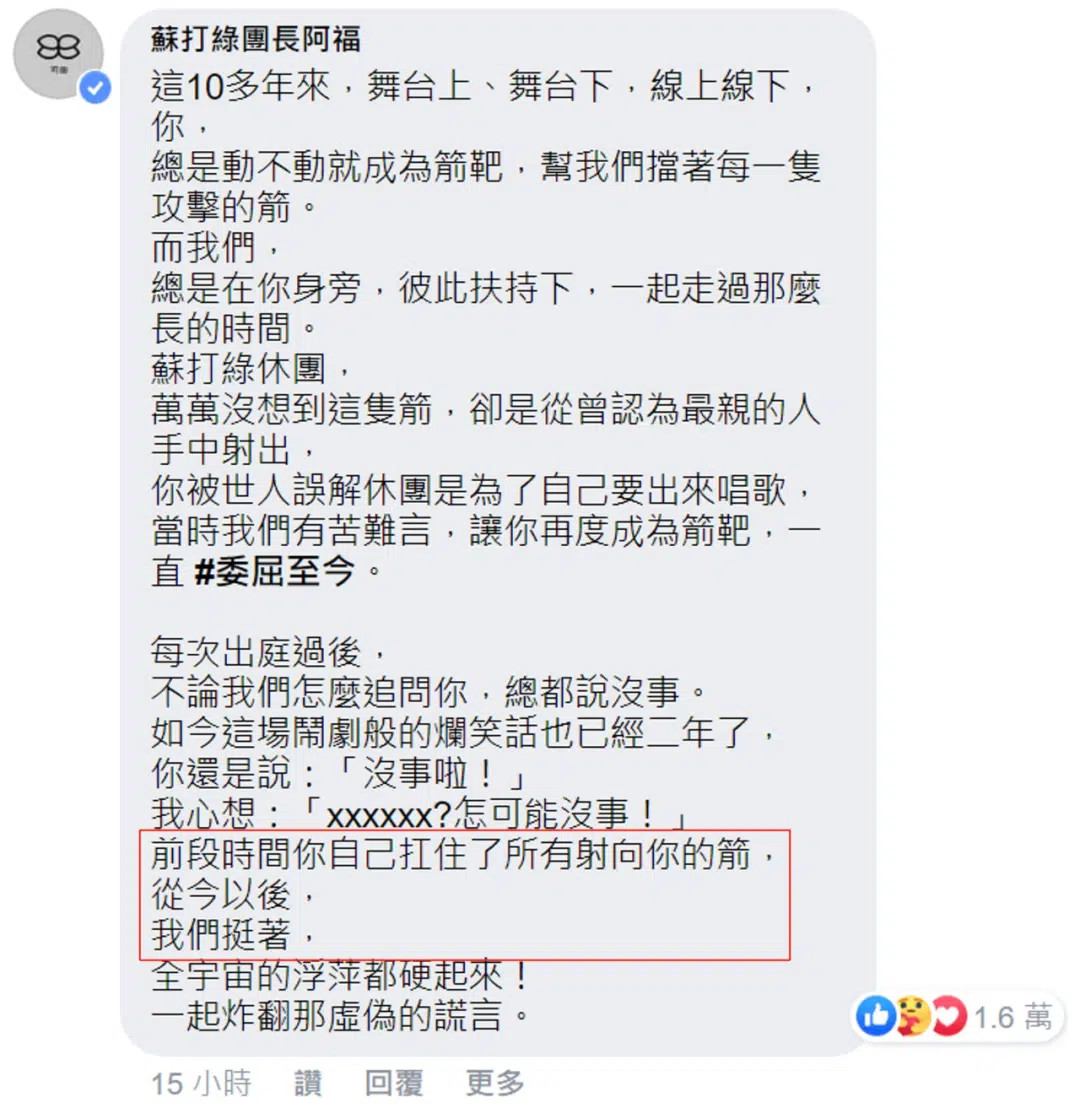 蘇打綠團長阿福
這10多年來，舞台上、舞台下，線上線下，
你，
總是動不動就成為箭靶，幫我們擋著每一隻
攻擊的箭。
而我們，
總是在你身旁，彼此扶持下，一起走過那麼
長的時間。
蘇打綠休團，
萬萬沒想到這隻箭，卻是從曾認為最親的人
手中射出，
你被世人誤解休團是為了自己要出來唱歌，
當時我們有苦難言，讓你再度成為箭靶，一
直 #委屈至今。
每次出庭過後，
不論我們怎麼追問你，總都說沒事。
如今這場鬧劇般的爛笑話也已經二年了，
你還是說：「沒事啦！」
我心想：「xxxxxx?怎可能沒事！」
前段時間你自己扛住了所有射向你的箭，
從今以後，
我們挺著，
全宇宙的浮萍都硬起來！
一起炸翻那虛偽的謊言。
1.6 萬
15 小時 讚 回覆 更多